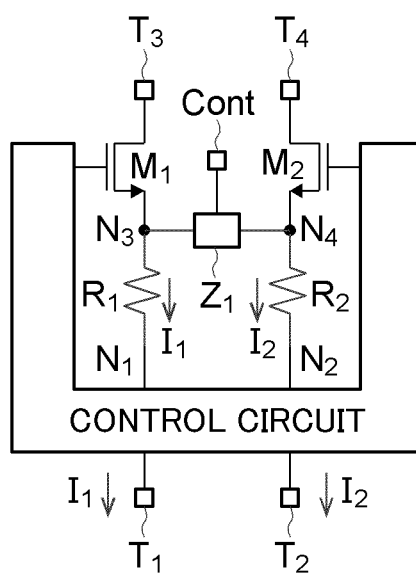 T3 T4
Cont
M1 M2
N3 N4
R1 Z1 R2
I1 I2
N1 N2
CONTROL CIRCUIT
I1 I2
T1 T2